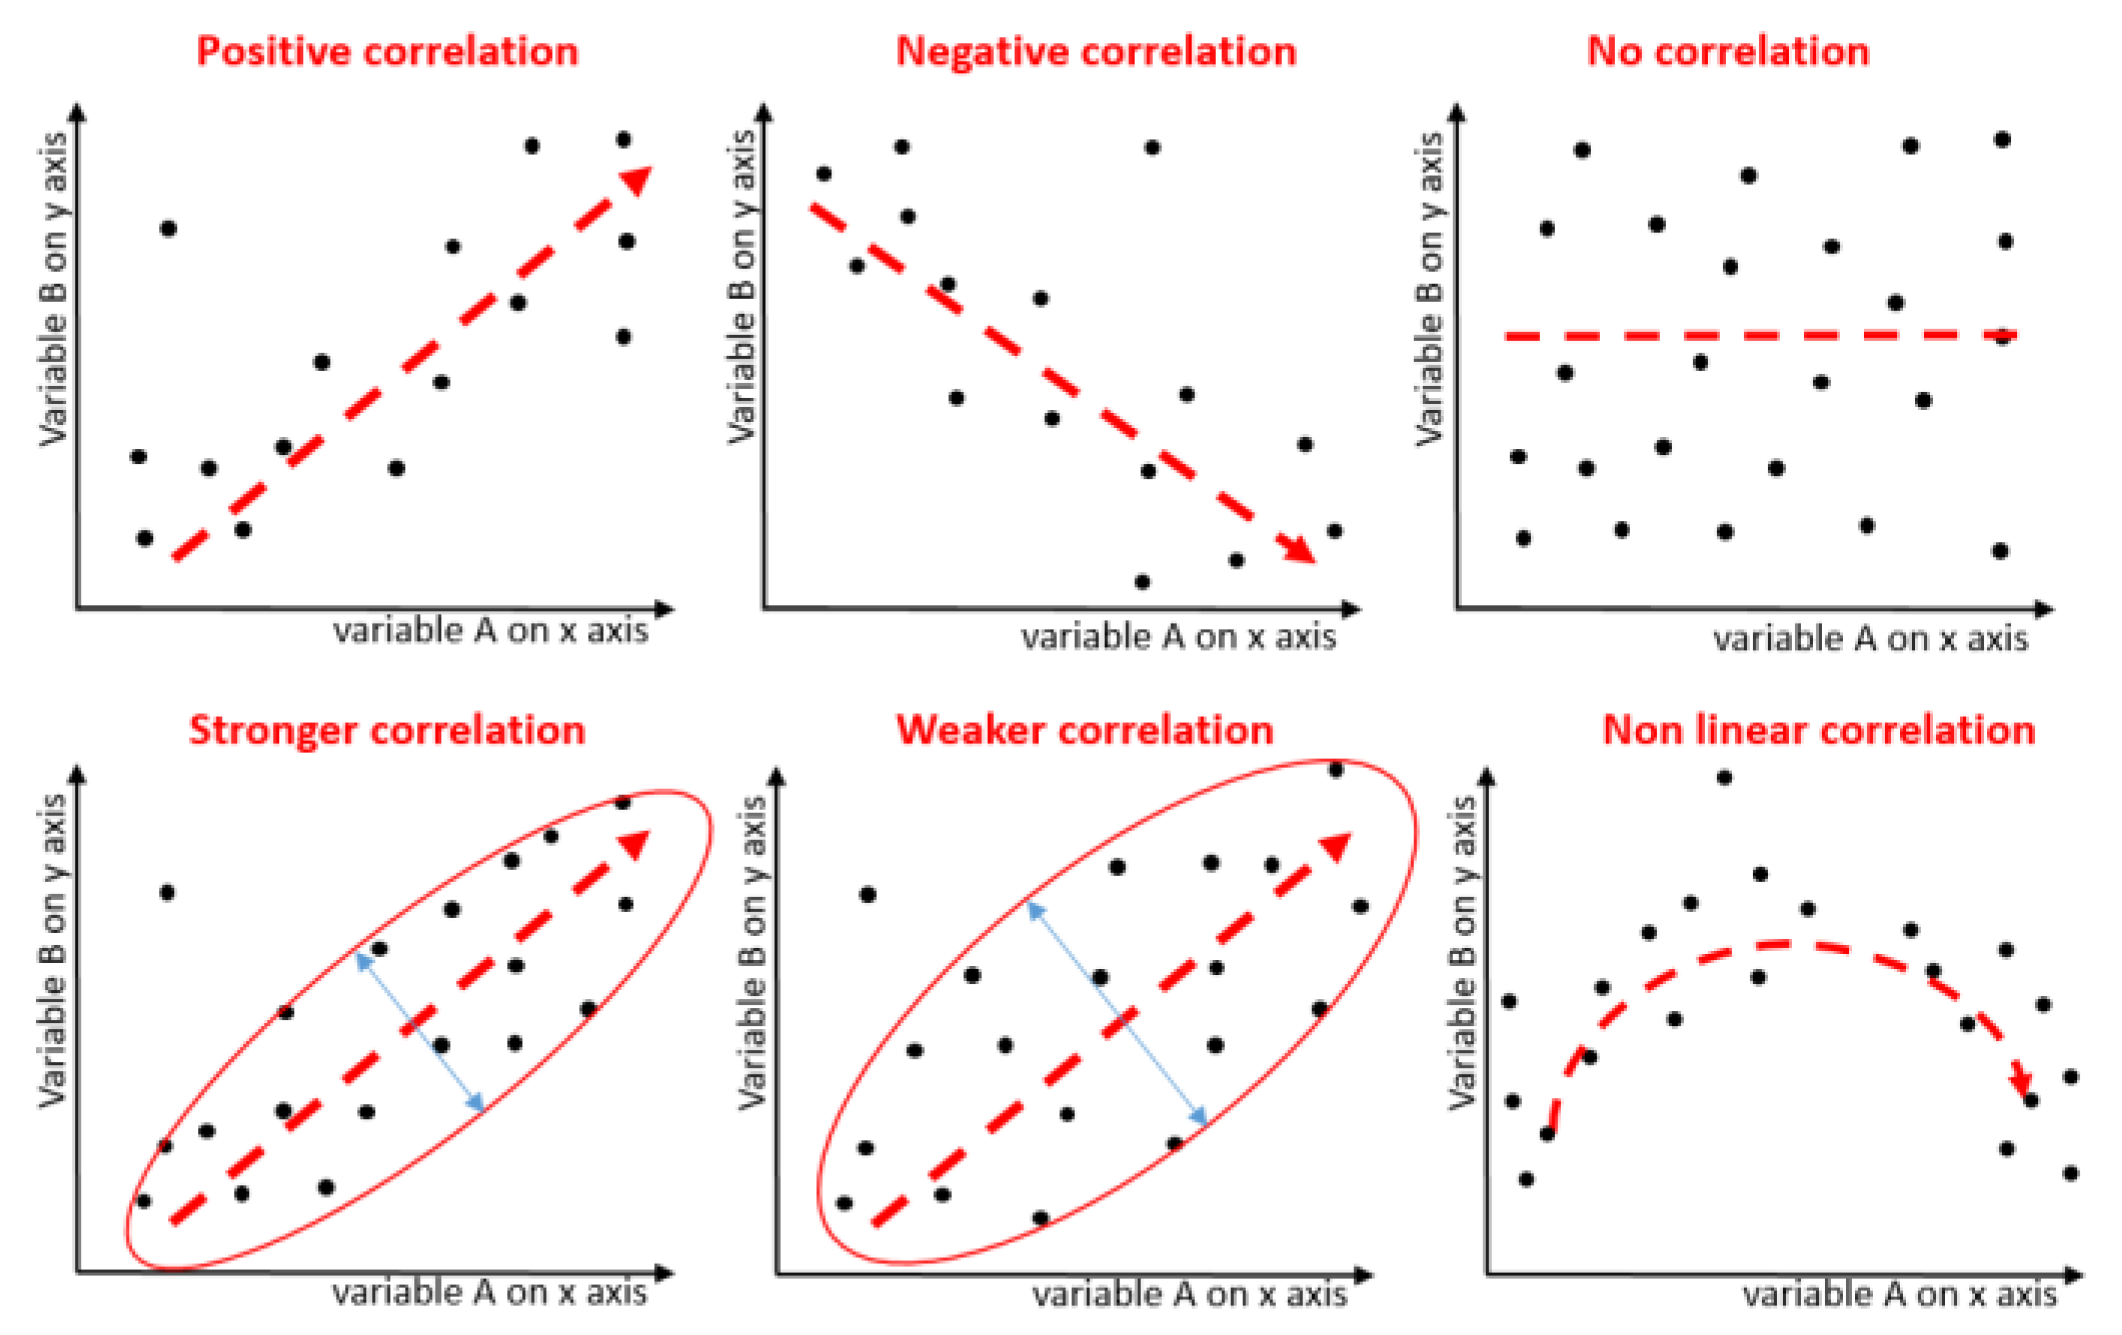 Positive correlation
Negative correlation
No correlation
Variable B on y axis
Variable B on y axis
Variable B on y axis
variable A on x axis
variable A on x axis
variable A on x axis
Stronger correlation
Weaker correlation
Non linear correlation
Variable B on y axis
Variable B on y axis
Variable B on y axis
variable A on x axis
variable A on x axis
variable A on x axis